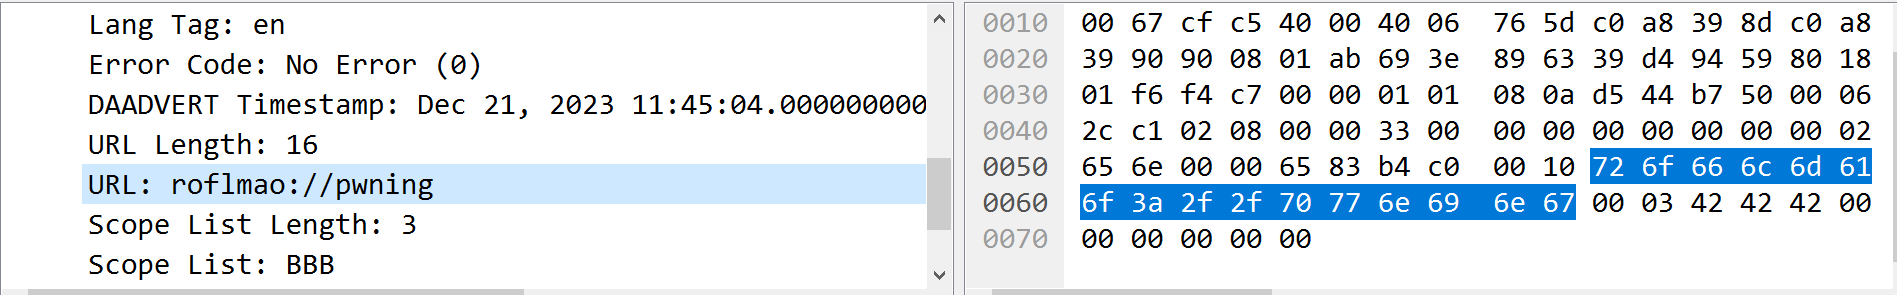 Lang Tag: en
Error Code: No Error (0)
DAADVERT Timestamp: Dec 21, 2023 11:45:04.000000000
URL Length: 16
URL: roflmao://pwning
Scope List Length: 3
Scope List: BBB
0010 00 67 cf c5 40 00 40 06 76 5d c0 a8 39 8d c0 a8
0020 39 90 90 08 01 ab 69 3e 89 63 39 d4 94 59 80 18
0030 01 f6 f4 c7 00 00 01 01 08 0a d5 44 b7 50 00 06
0040 2c c1 02 08 00 00 33 00 00 00 00 00 00 00 00 02
0050 65 6e 00 00 65 83 b4 c0 00 10 72 6f 66 6c 6d 61
0060 6f 3a 2f 2f 70 77 6e 69 6e 67 00 03 42 42 42 00
0070 00 00 00 00 00